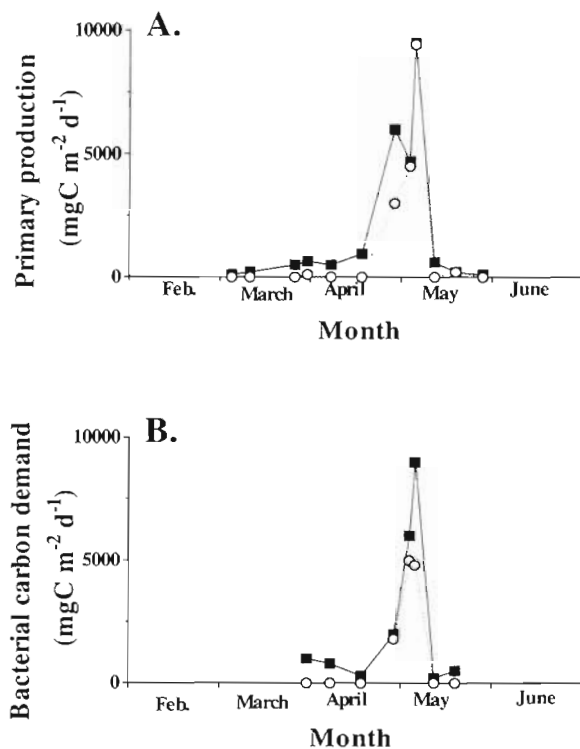 A.
10000
5000
0
Primary production
(mgC m-2 d-1)
Feb.
March
April
May
June
Month
B.
10000
5000
0
Bacterial carbon demand
(mgC m-2 d-1)
Feb.
March
April
May
June
Month